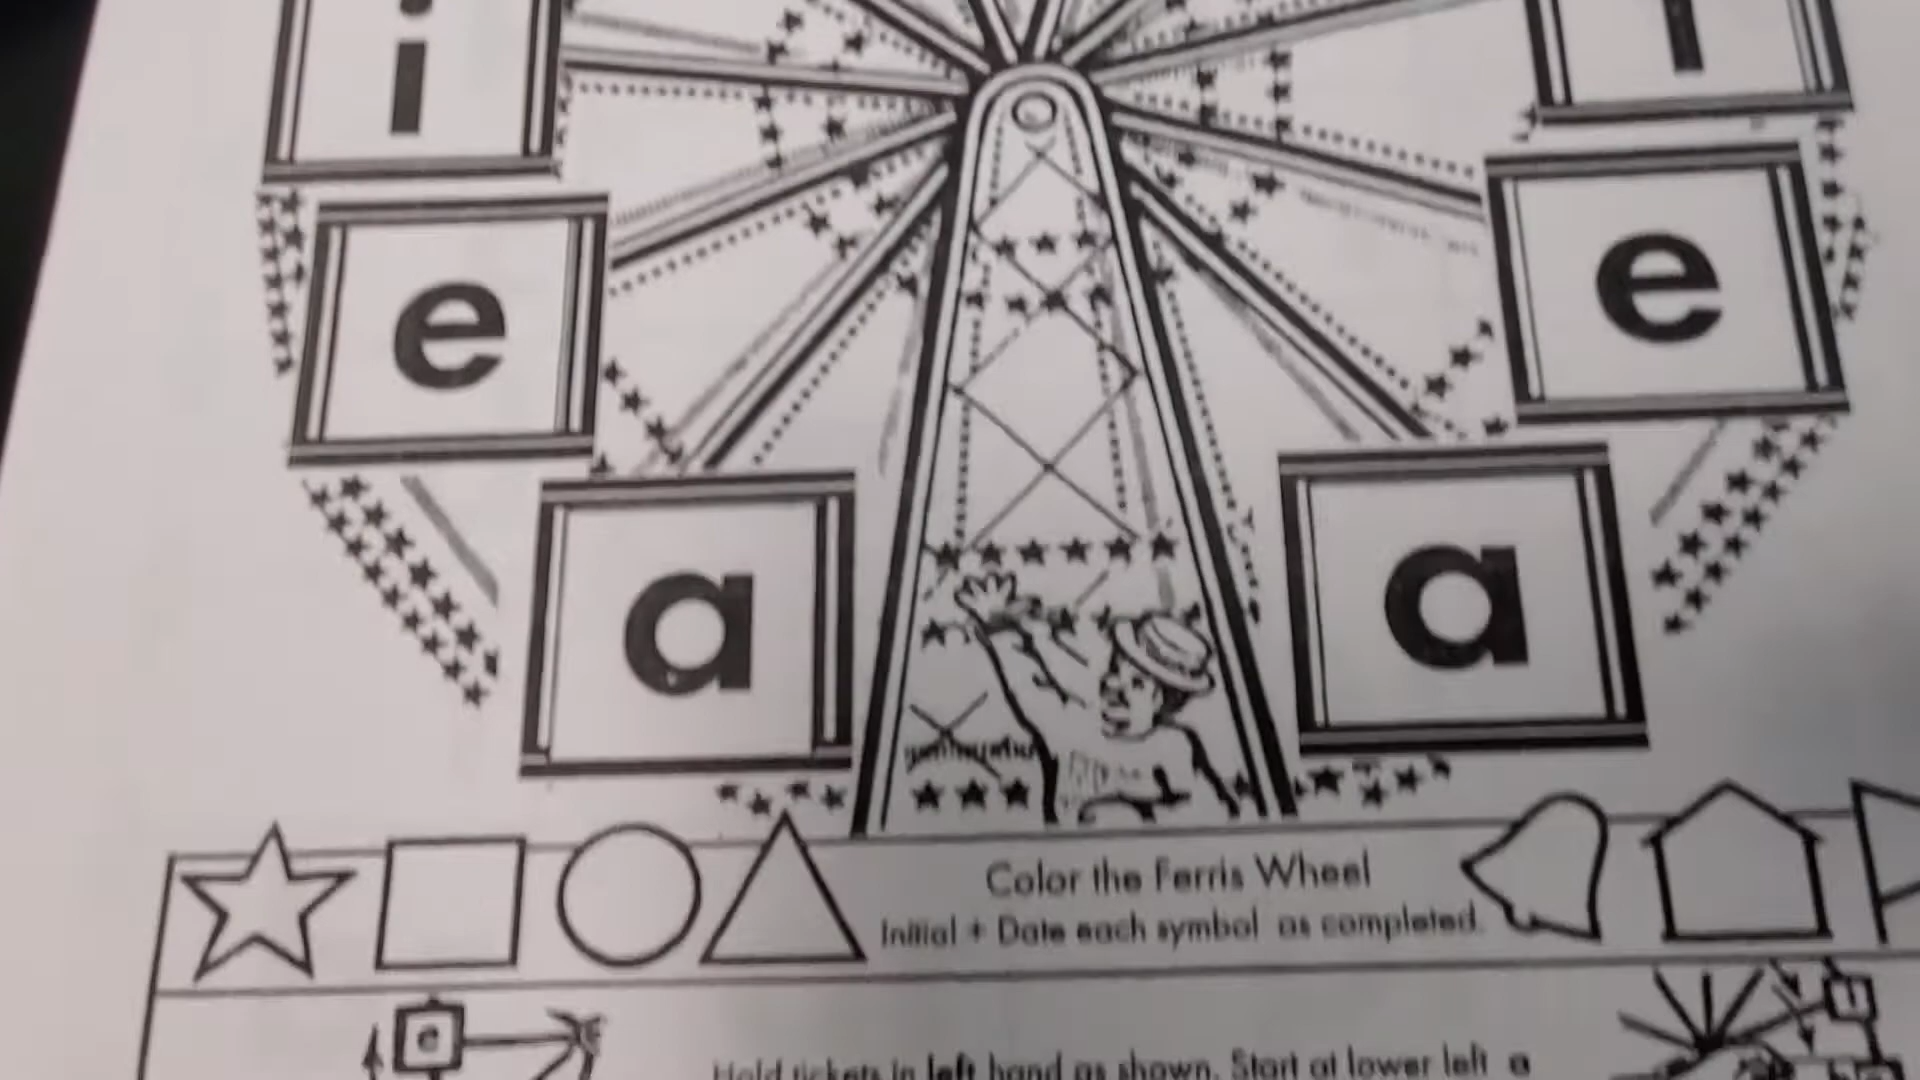 i i
e e
a a
Color the Ferris Wheel
Initial + Date each symbol as completed.
e
Hold tickets in left hand as shown. Start at lower left a